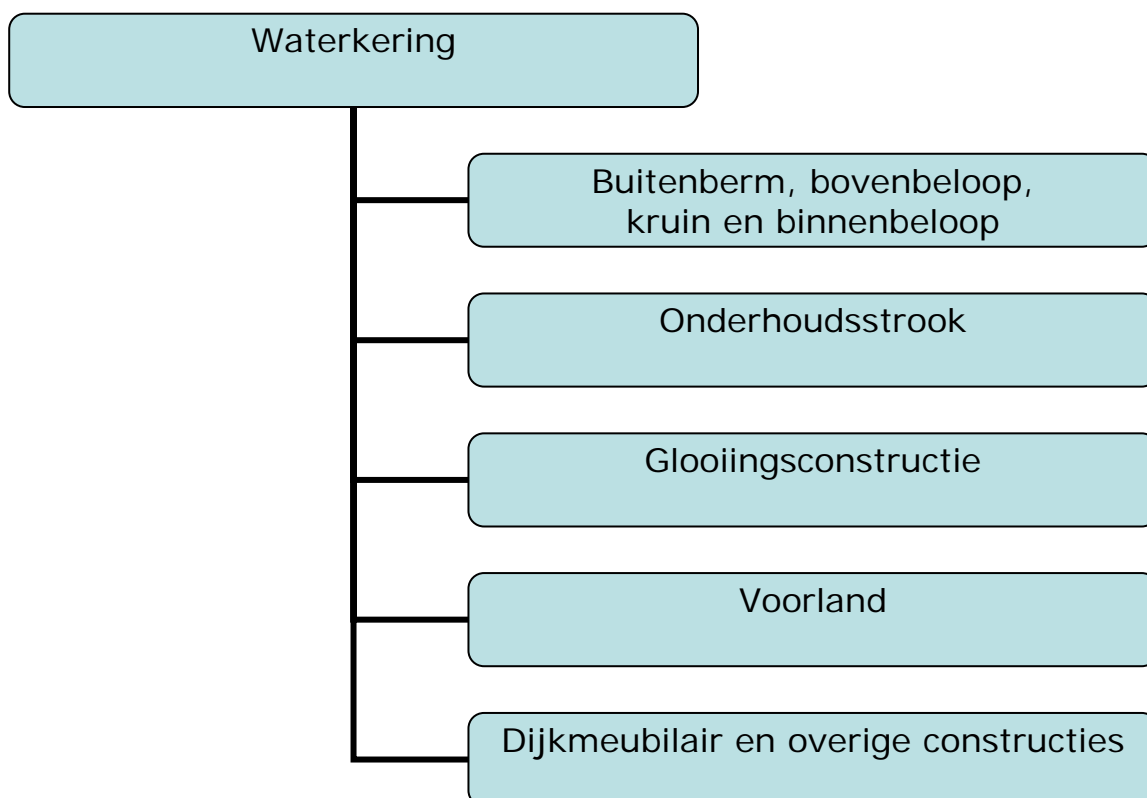 Waterkering
Buitenberm, bovenbeloop,
kruin en binnenbeloop
Onderhoudsstrook
Glooiingsconstructie
Voorland
Dijkmeubilair en overige constructies